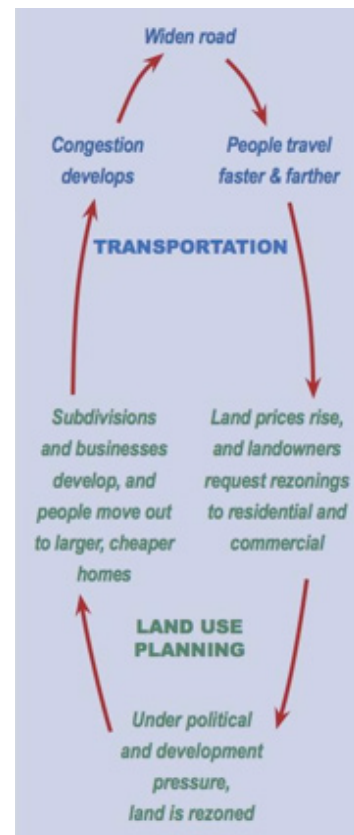 Widen road
Congestion
develops
People travel
faster & farther
TRANSPORTATION
Subdivisions
and businesses
develop, and
people move out
to larger, cheaper
homes
Land prices rise,
and landowners
request rezonings
to residential and
commercial
LAND USE
PLANNING
Under political
and development
pressure,
land is rezoned